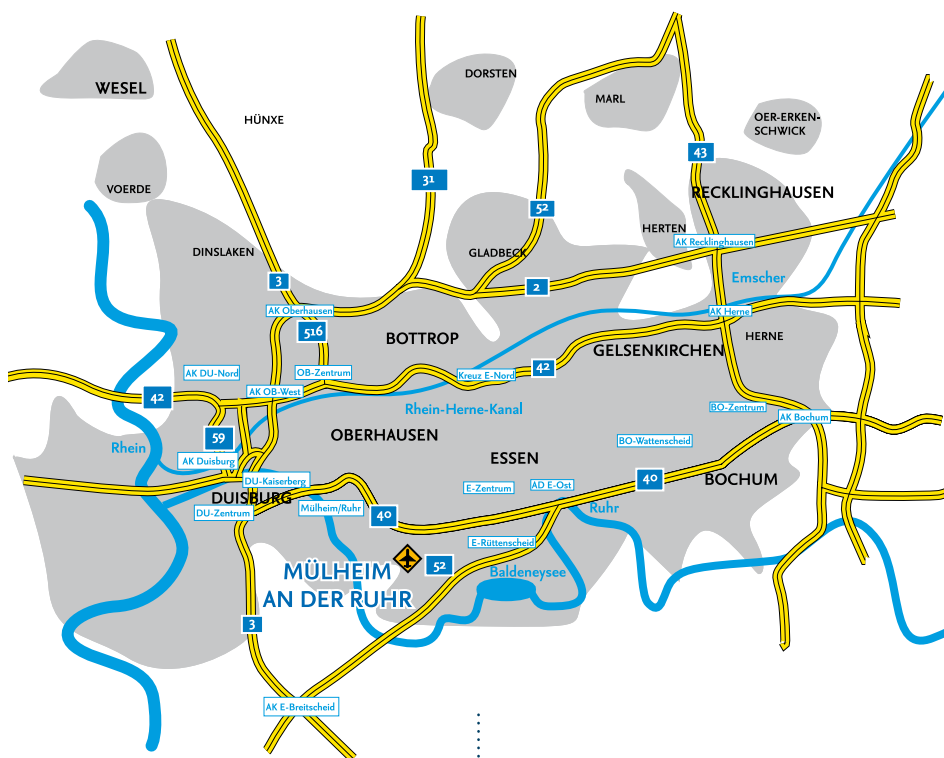 DORSTEN
WESEL
MARL
HÜNXE
OER-ERKEN-
SCHWICK
43
31
VOERDE
RECKLINGHAUSEN
52
HERTEN
AK Recklinghausen
DINSLAKEN
GLADBECK
Emscher
3
2
AK Oberhausen
AK Herne
516
BOTTROP
HERNE
GELSENKIRCHEN
AK DU-Nord
OB-Zentrum
Kreuz E-Nord
42
AK OB-West
42
Rhein-Herne-Kanal
BO-Zentrum
AK Bochum
59
OBERHAUSEN
BO-Wattenscheid
Rhein
AK Duisburg
ESSEN
DU-Kaiserberg
40
BOCHUM
E-Zentrum
AD E-Ost
DUISBURG
Mülheim/Ruhr
Ruhr
DU-Zentrum
40
E-Rüttenscheid
52
MÜLHEIM
AN DER RUHR
Baldeneysee
3
AK E-Breitscheid